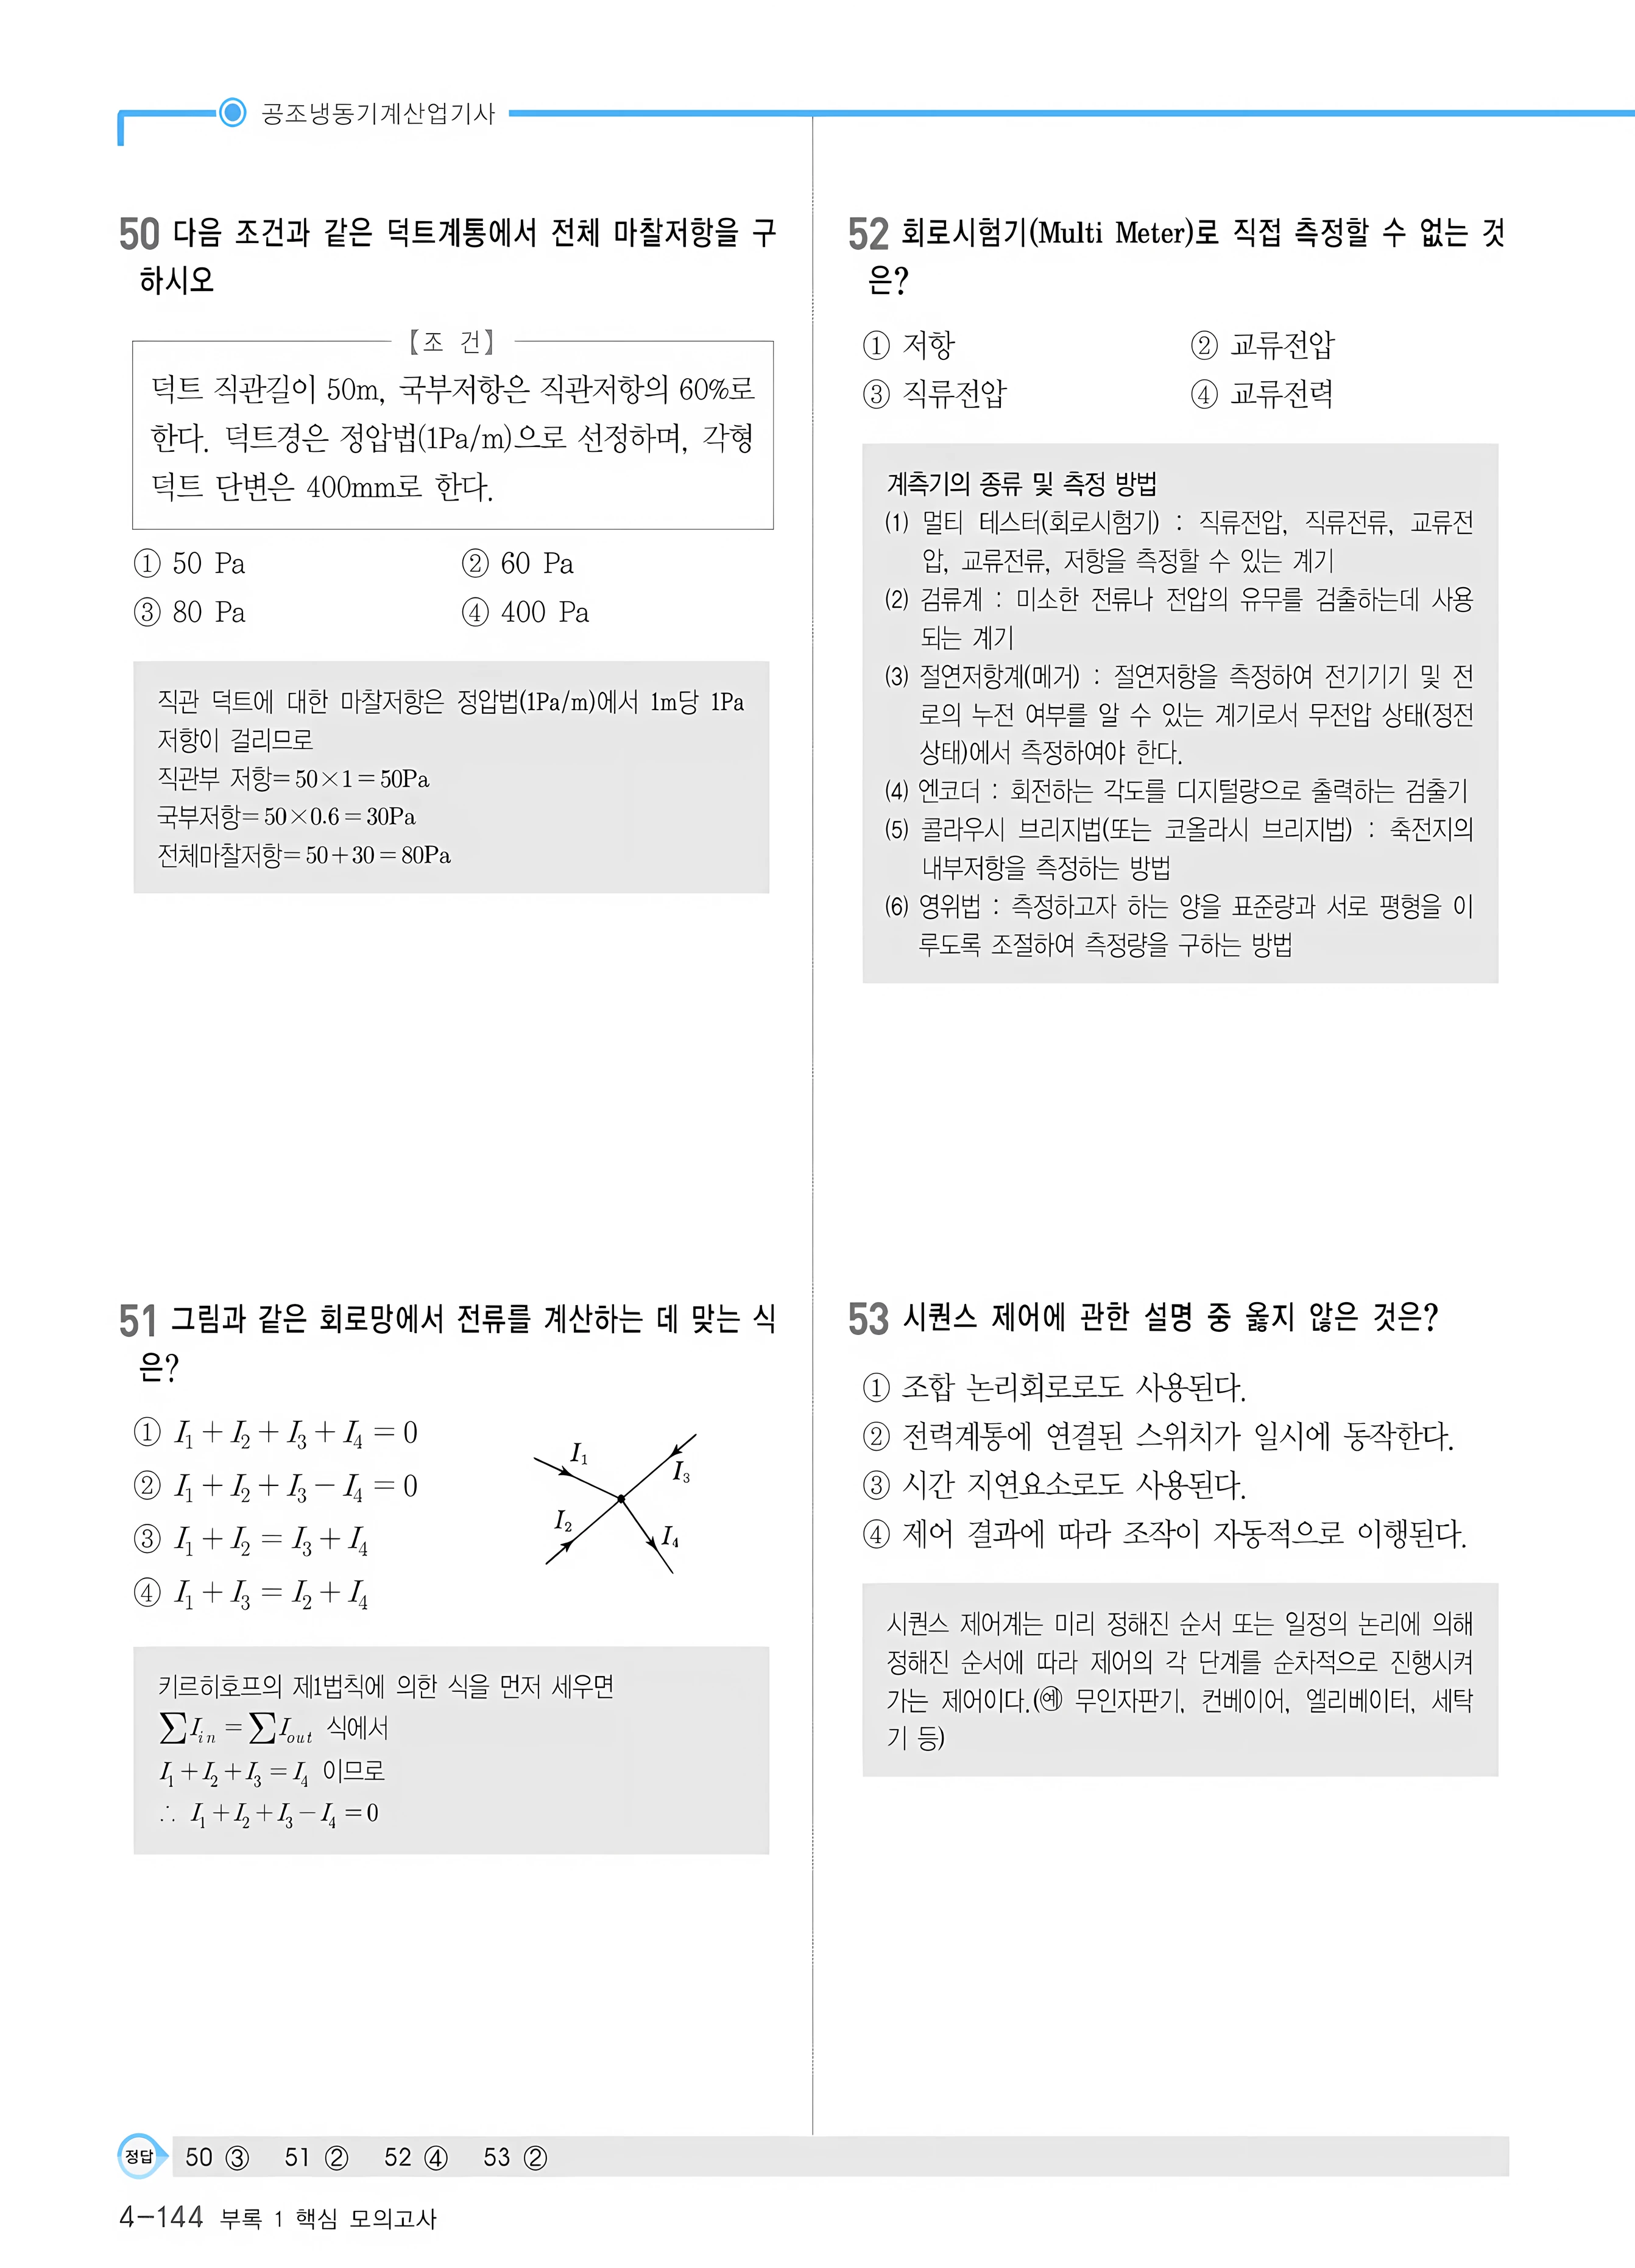 공조냉동기계산업기사
50 다음 조건과 같은 덕트계통에서 전체 마찰저항을 구
하시오
【조 건】
덕트 직관길이 50m, 국부저항은 직관저항의 60%로
한다. 덕트경은 정압법(1Pa/m)으로 선정하며, 각형
덕트 단변은 400mm로 한다.
① 50 Pa ② 60 Pa
③ 80 Pa ④ 400 Pa
직관 덕트에 대한 마찰저항은 정압법(1Pa/m)에서 1m당 1Pa
저항이 걸리므로
직관부 저항=50×1=50Pa
국부저항=50×0.6=30Pa
전체마찰저항=50+30=80Pa
51 그림과 같은 회로망에서 전류를 계산하는 데 맞는 식
은?
① I₁+I₂+I₃+I₄=0
② I₁+I₂+I₃-I₄=0
③ I₁+I₂=I₃+I₄
④ I₁+I₃=I₂+I₄
I₁
I₃
I₂
I₄
키르히호프의 제1법칙에 의한 식을 먼저 세우면
∑I_in=∑I_out 식에서
I₁+I₂+I₃=I₄ 이므로
∴ I₁+I₂+I₃-I₄=0
52 회로시험기(Multi Meter)로 직접 측정할 수 없는 것
은?
① 저항 ② 교류전압
③ 직류전압 ④ 교류전력
계측기의 종류 및 측정 방법
(1) 멀티 테스터(회로시험기) : 직류전압, 직류전류, 교류전
압, 교류전류, 저항을 측정할 수 있는 계기
(2) 검류계 : 미소한 전류나 전압의 유무를 검출하는데 사용
되는 계기
(3) 절연저항계(메거) : 절연저항을 측정하여 전기기기 및 전
로의 누전 여부를 알 수 있는 계기로서 무전압 상태(정전
상태)에서 측정하여야 한다.
(4) 엔코더 : 회전하는 각도를 디지털량으로 출력하는 검출기
(5) 콜라우시 브리지법(또는 코올라시 브리지법) : 축전지의
내부저항을 측정하는 방법
(6) 영위법 : 측정하고자 하는 양을 표준량과 서로 평형을 이
루도록 조절하여 측정량을 구하는 방법
53 시퀀스 제어에 관한 설명 중 옳지 않은 것은?
① 조합 논리회로로도 사용된다.
② 전력계통에 연결된 스위치가 일시에 동작한다.
③ 시간 지연요소로도 사용된다.
④ 제어 결과에 따라 조작이 자동적으로 이행된다.
시퀀스 제어계는 미리 정해진 순서 또는 일정의 논리에 의해
정해진 순서에 따라 제어의 각 단계를 순차적으로 진행시켜
가는 제어이다.(예 무인자판기, 컨베이어, 엘리베이터, 세탁
기 등)
정답 50 ③ 51 ② 52 ④ 53 ②
4-144 부록 1 핵심 모의고사